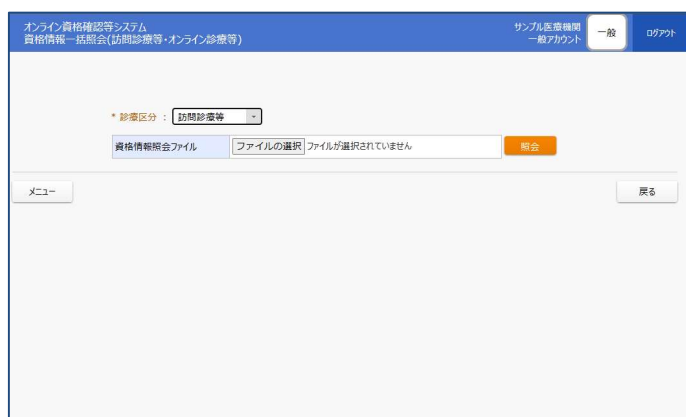 オンライン資格確認等システム
資格情報一括照会(訪問診療等・オンライン診療等)
サンプル医療機関
一般アカウント
一般
ログアウト
* 診療区分 : 訪問診療等
資格情報照会ファイル ファイルの選択 ファイルが選択されていません 照会
メニュー 戻る